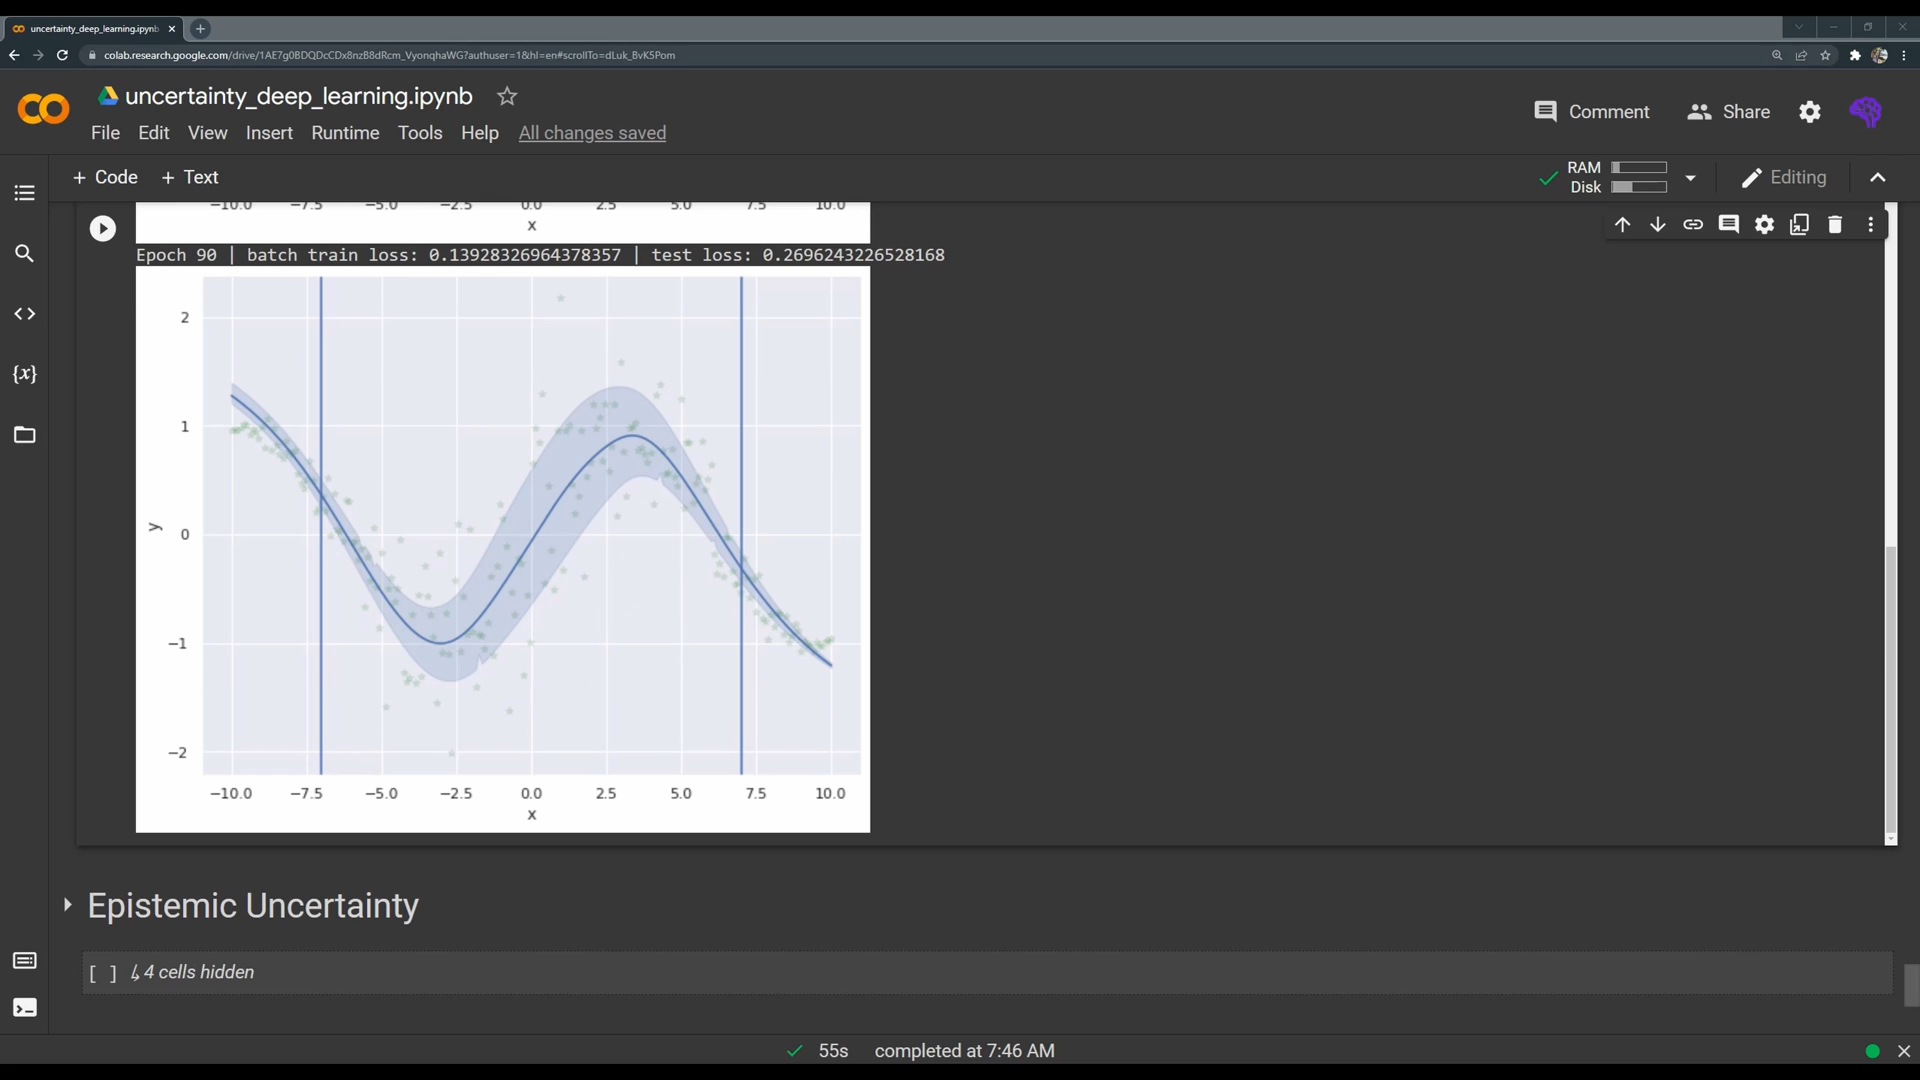 uncertainty_deep_learning.ipynb
colab.research.google.com/drive/1AE7g0BDQDcCDx8nzB8dRcm_VyonqhaWG?authuser=1&hl=en#scrollTo=dLuk_BvK5Pom
uncertainty_deep_learning.ipynb
Comment Share
File Edit View Insert Runtime Tools Help All changes saved
+ Code + Text
RAM
Disk
Editing
−10.0 −7.5 −5.0 −2.5 0.0 2.5 5.0 7.5 10.0
x
Epoch 90 | batch train loss: 0.13928326964378357 | test loss: 0.2696243226528168
2
1
0
−1
−2
y
−10.0 −7.5 −5.0 −2.5 0.0 2.5 5.0 7.5 10.0
x
Epistemic Uncertainty
[ ] ↳ 4 cells hidden
55s completed at 7:46 AM